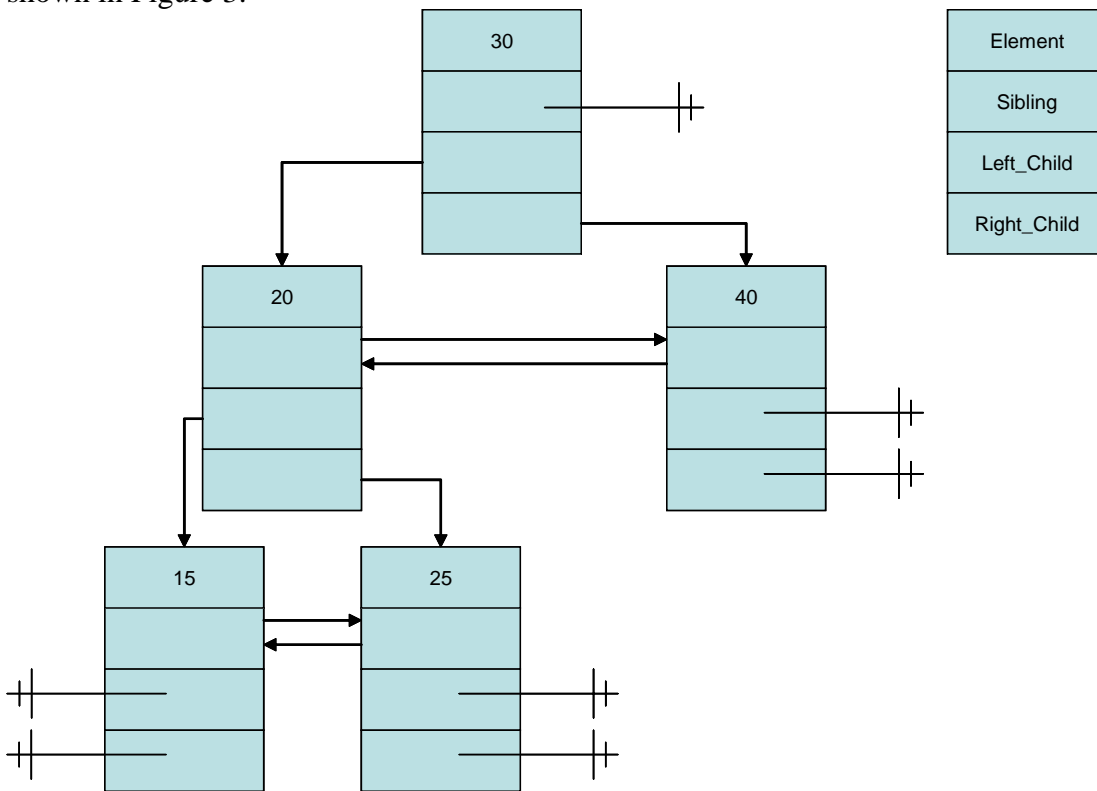 shown in Figure 3.
30
Element
Sibling
Left_Child
Right_Child
20
40
15
25